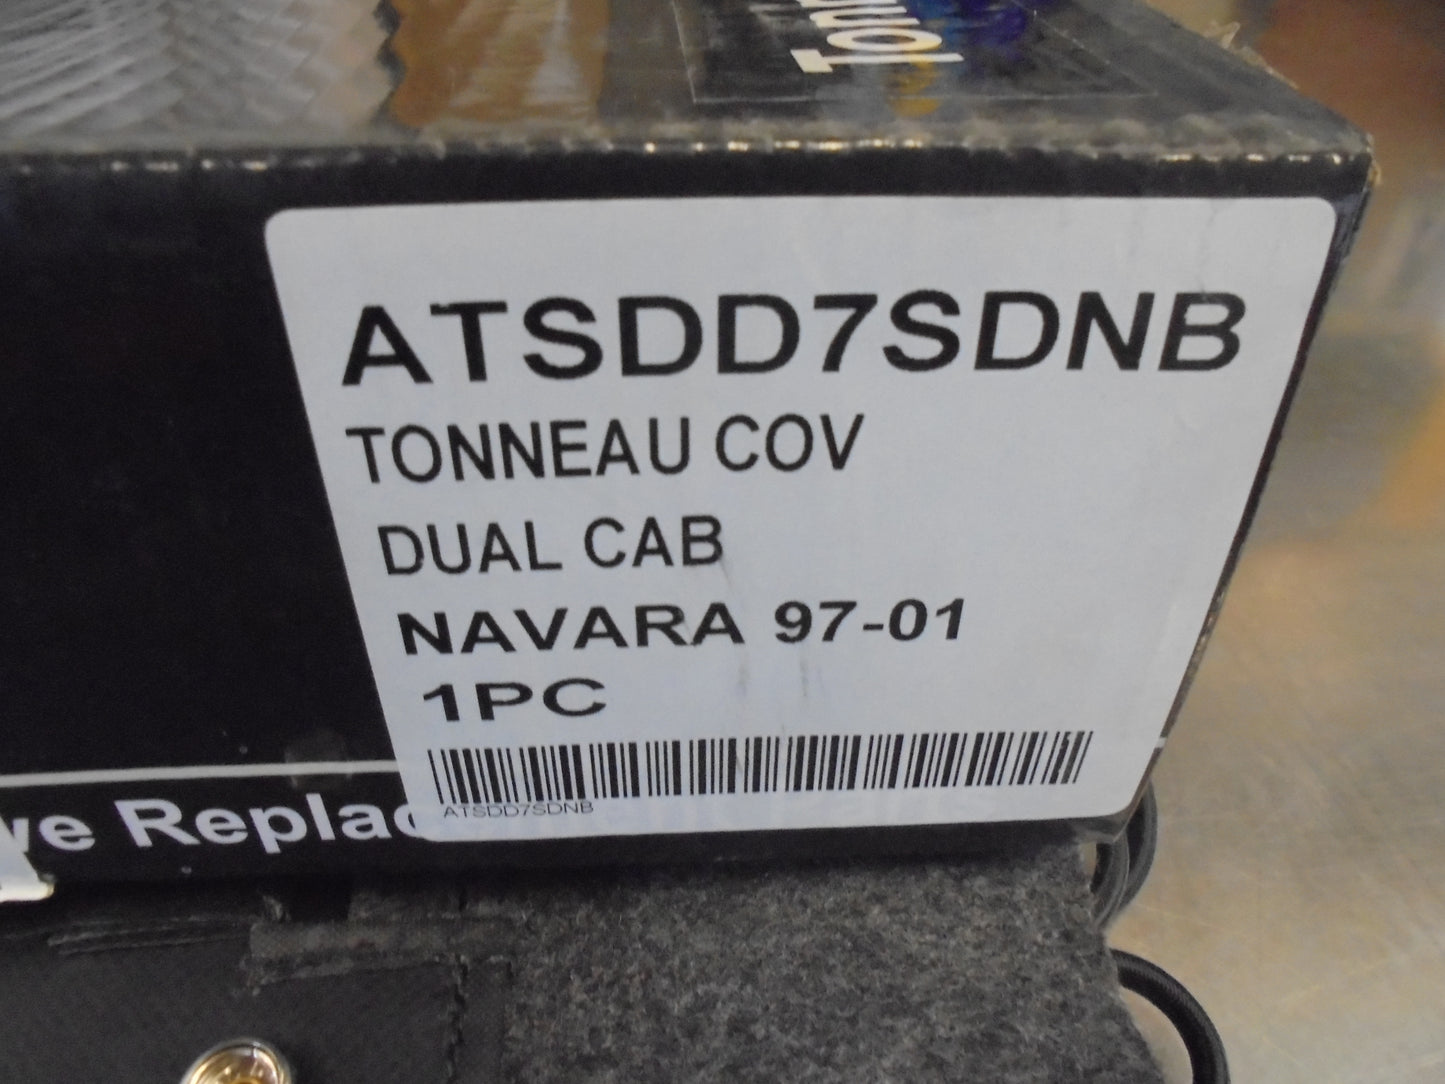 ATSDD7SDNB
TONNEAU COV
DUAL CAB
NAVARA 97-01
1PC
ATSDD7SDNB